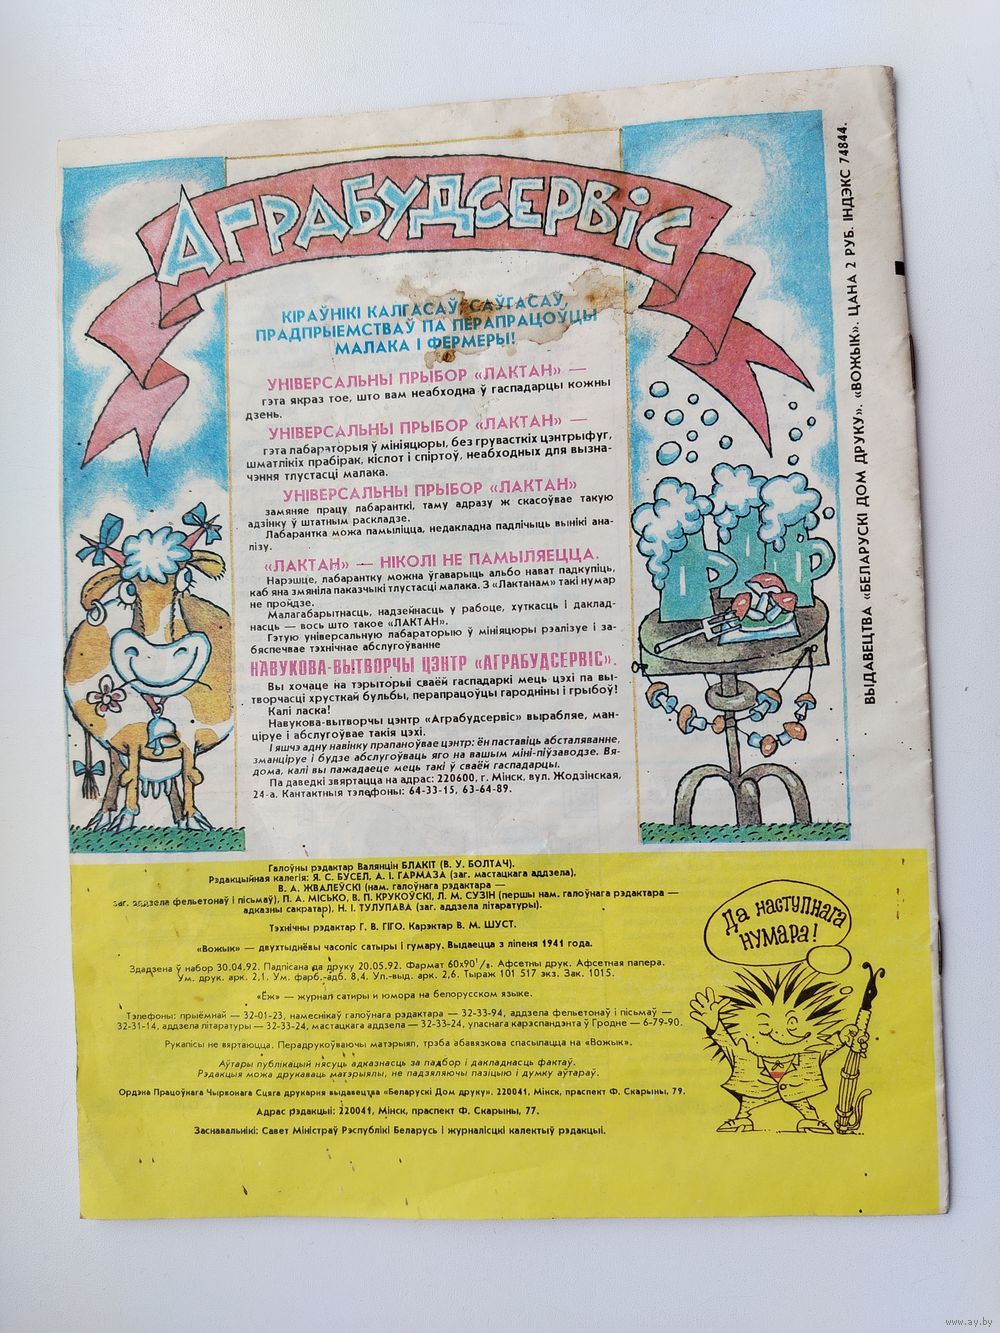 АГРАБУДСЕРВІС
КІРАЎНІКІ КАЛГАСАЎ, САЎГАСАЎ,
ПРАДПРЫЕМСТВАЎ ПА ПЕРАПРАЦОЎЦЫ
МАЛАКА І ФЕРМЕРЫ!
УНІВЕРСАЛЬНЫ ПРЫБОР «ЛАКТАН» —
гэта якраз тое, што вам неабходна ў гаспадарцы кожны
дзень.
УНІВЕРСАЛЬНЫ ПРЫБОР «ЛАКТАН» —
гэта лабараторыя ў мініяцюры, без грувасткіх цэнтрыфуг,
шматлікіх прабірак, кіслот і спіртоў, неабходных для вызна-
чэння тлустасці малака.
УНІВЕРСАЛЬНЫ ПРЫБОР «ЛАКТАН»
замяняе працу лабаранткі, таму адразу ж скасоўвае такую
адзінку ў штатным раскладзе.
Лабарантка можа памыліцца, недакладна падлічыць вынікі ана-
лізу.
«ЛАКТАН» — НІКОЛІ НЕ ПАМЫЛЯЕЦЦА.
Нарэшце, лабарантку можна ўгаварыць альбо нават падкупіць,
каб яна змяніла паказчыкі тлустасці малака. З «Лактанам» такі нумар
не пройдзе.
Малагабарытнасць, надзейнасць у рабоце, хуткасць і даклад-
насць — вось што такое «ЛАКТАН».
Гэтую універсальную лабараторыю ў мініяцюры рэалізуе і за-
бяспечвае тэхнічнае абслугоўванне
НАВУКОВА-ВЫТВОРЧЫ ЦЭНТР «АГРАБУДСЕРВІС».
Вы хочаце на тэрыторыі сваёй гаспадаркі мець цэхі па вы-
творчасці хрусткай бульбы, перапрацоўцы гародніны і грыбоў!
Калі ласка!
Навукова-вытворчы цэнтр «Аграбудсервіс» вырабляе, ман-
ціруе і абслугоўвае такія цэхі.
І яшчэ адну навінку прапаноўвае цэнтр: ён паставіць абсталяванне,
зманціруе і будзе абслугоўваць яго на вашым міні-піўзаводзе. Вя-
дома, калі вы пажадаеце мець такі ў сваёй гаспадарцы.
Па даведкі звяртацца на адрас: 220600, г. Мінск, вул. Жодзінская,
24-а. Кантактныя тэлефоны: 64-33-15, 63-64-89.
ВЫДАВЕЦТВА «БЕЛАРУСКІ ДОМ ДРУКУ». «ВОЖЫК». ЦАНА 2 РУБ. ІНДЭКС 74844.
Галоўны рэдактар Валянцін БЛАКІТ (В. У. БОЛТАЧ).
Рэдакцыйная калегія: Я. С. БУСЕЛ, А. І. ГАРМАЗА (заг. мастацкага аддзела),
В. А. ЖВАЛЕЎСКІ (нам. галоўнага рэдактара —
заг. аддзела фельетонаў і пісьмаў), П. А. МІСЬКО, В. П. КРУКОЎСКІ, Л. М. СУЗІН (першы нам. галоўнага рэдактара —
адказны сакратар), Н. І. ТУЛУПАВА (заг. аддзела літаратуры).
Тэхнічны рэдактар Г. В. ГІГО. Карэктар В. М. ШУСТ.
«Вожык» — двухтыднёвы часопіс сатыры і гумару. Выдаецца з ліпеня 1941 года.
Здадзена ў набор 30.04.92. Падпісана да друку 20.05.92. Фармат 60х90¹/₈. Афсетны друк. Афсетная папера.
Ум. друк. арк. 2,1. Ум. фарб.-адб. 8,4. Ул.-выд. арк. 2,6. Тыраж 101 517 экз. Зак. 1015.
«Ёж» — журнал сатиры и юмора на белорусском языке.
Тэлефоны: прыёмнай — 32-01-23, намеснікаў галоўнага рэдактара — 32-33-94, аддзела фельетонаў і пісьмаў —
32-31-14, аддзела літаратуры — 32-33-24, мастацкага аддзела — 32-33-24, уласнага карэспандэнта ў Гродне — 6-79-90.
Рукапісы не вяртаюцца. Перадрукоўваючы матэрыял, трэба абавязкова спасылацца на «Вожык».
Аўтары публікацый нясуць адказнасць за падбор і дакладнасць фактаў.
Рэдакцыя можа друкаваць матэрыялы, не падзяляючы пазіцыю і думку аўтараў.
Ордэна Працоўнага Чырвонага Сцяга друкарня выдавецтва «Беларускі Дом друку». 220041, Мінск, праспект Ф. Скарыны, 79.
Адрас рэдакцыі: 220041, Мінск, праспект Ф. Скарыны, 77.
Заснавальнікі: Савет Міністраў Рэспублікі Беларусь і журналісцкі калектыў рэдакцыі.
Да наступнага
нумара!
www.ay.by